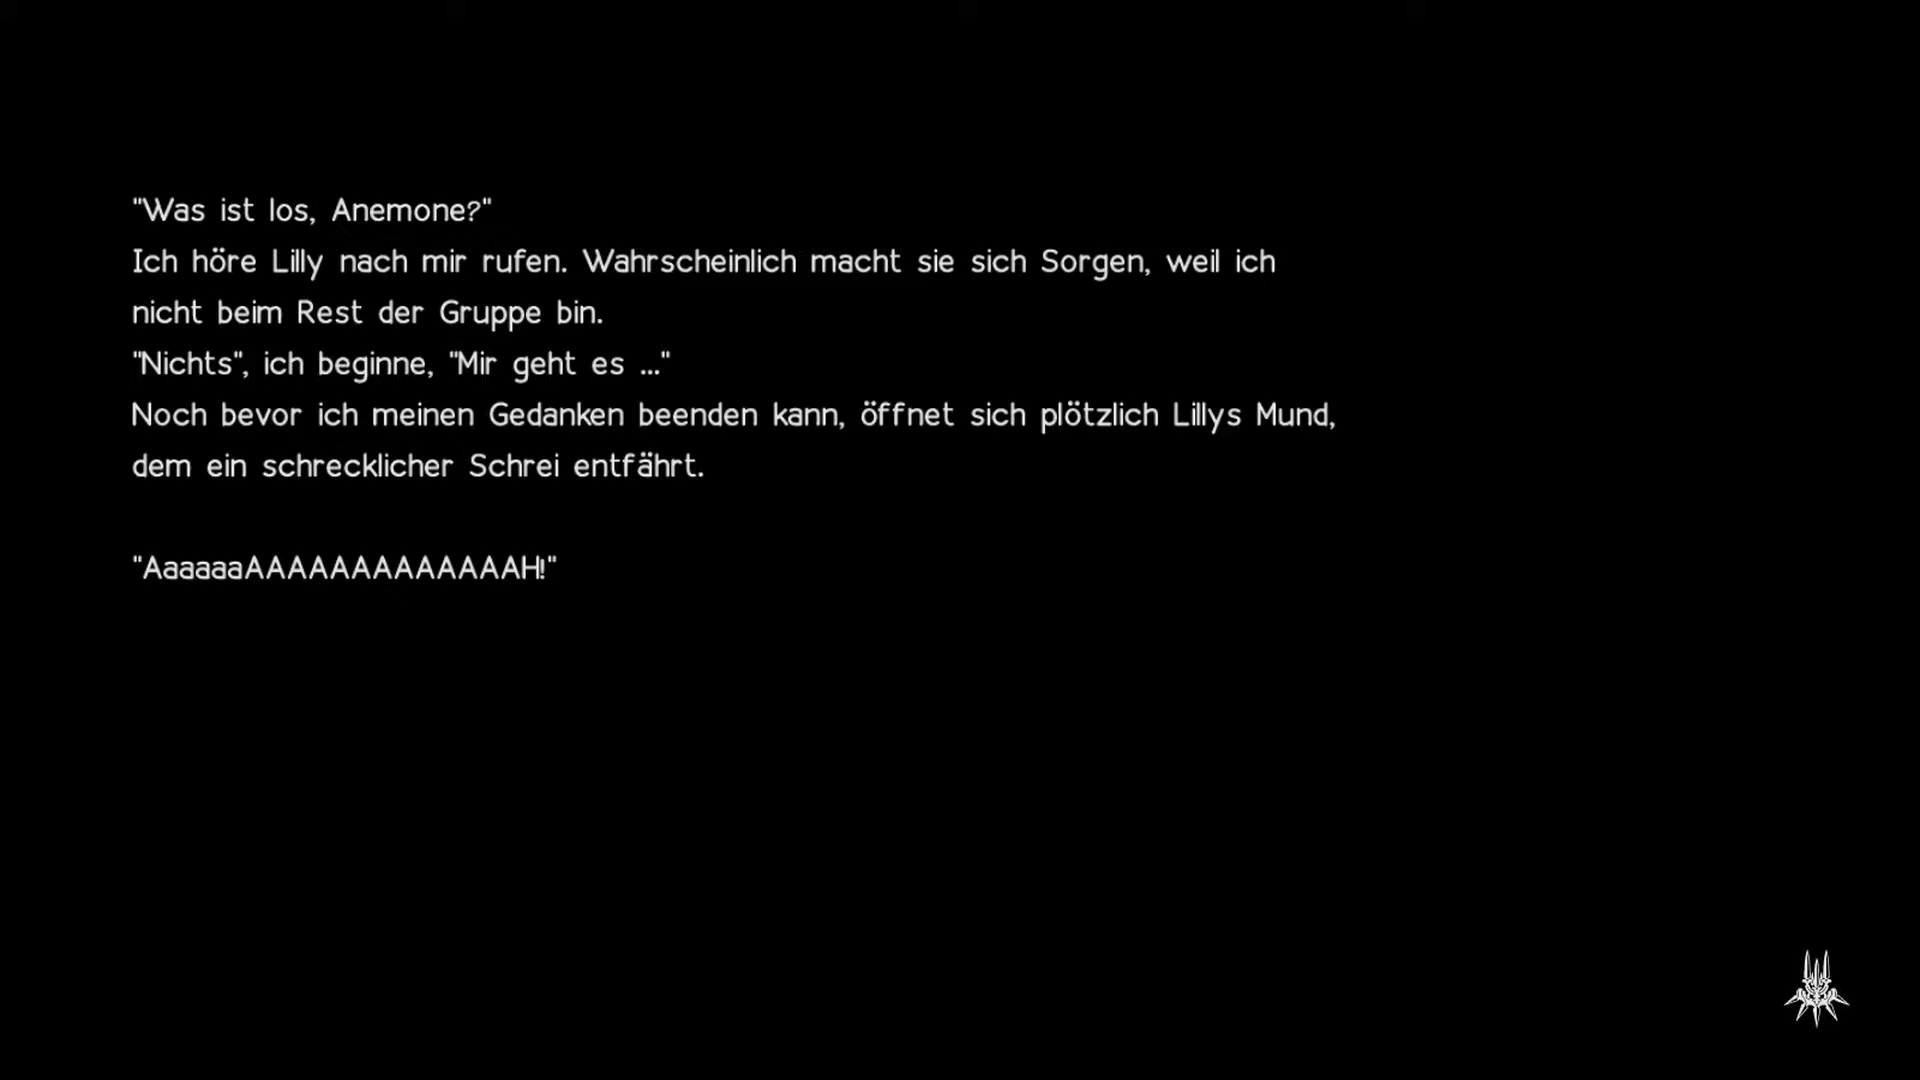 "Was ist los, Anemone?"
Ich höre Lilly nach mir rufen. Wahrscheinlich macht sie sich Sorgen, weil ich
nicht beim Rest der Gruppe bin.
"Nichts", ich beginne, "Mir geht es ..."
Noch bevor ich meinen Gedanken beenden kann, öffnet sich plötzlich Lillys Mund,
dem ein schrecklicher Schrei entfährt.
"AaaaaaAAAAAAAAAAAAAH!"